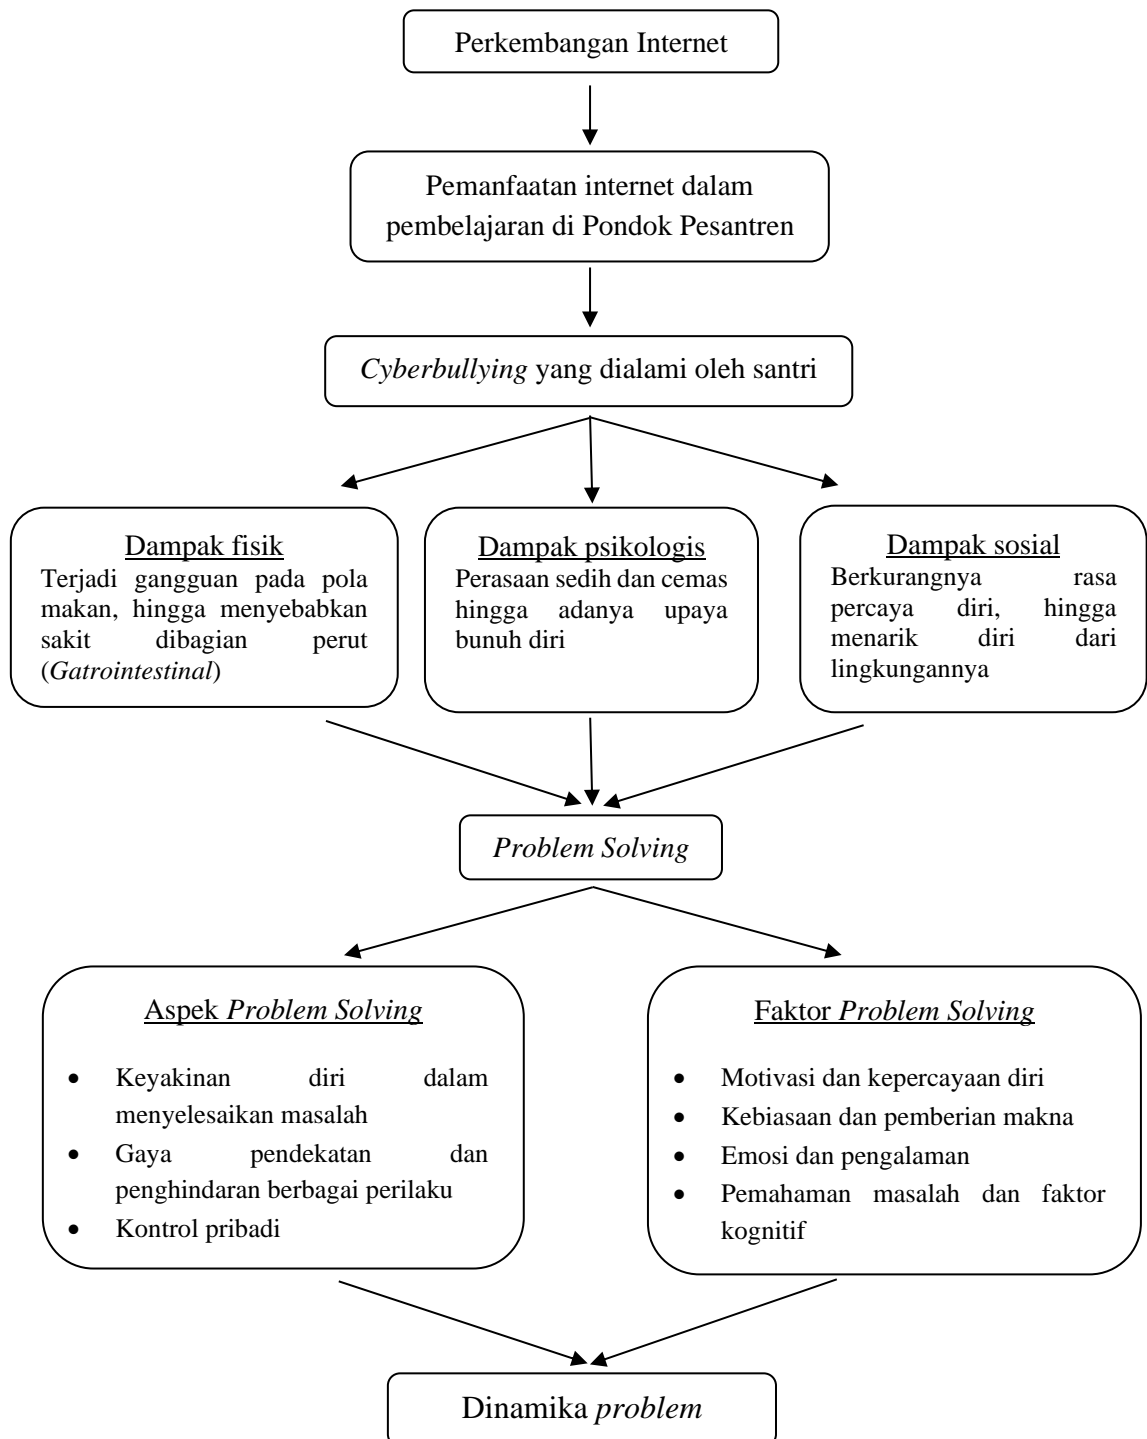 Perkembangan Internet
Pemanfaatan internet dalam
pembelajaran di Pondok Pesantren
Cyberbullying yang dialami oleh santri
Dampak fisik
Terjadi gangguan pada pola
makan, hingga menyebabkan
sakit dibagian perut
(Gatrointestinal)
Dampak psikologis
Perasaan sedih dan cemas
hingga adanya upaya
bunuh diri
Dampak sosial
Berkurangnya rasa
percaya diri, hingga
menarik diri dari
lingkungannya
Problem Solving
Aspek Problem Solving
• Keyakinan diri dalam
menyelesaikan masalah
• Gaya pendekatan dan
penghindaran berbagai perilaku
• Kontrol pribadi
Faktor Problem Solving
• Motivasi dan kepercayaan diri
• Kebiasaan dan pemberian makna
• Emosi dan pengalaman
• Pemahaman masalah dan faktor
kognitif
Dinamika problem